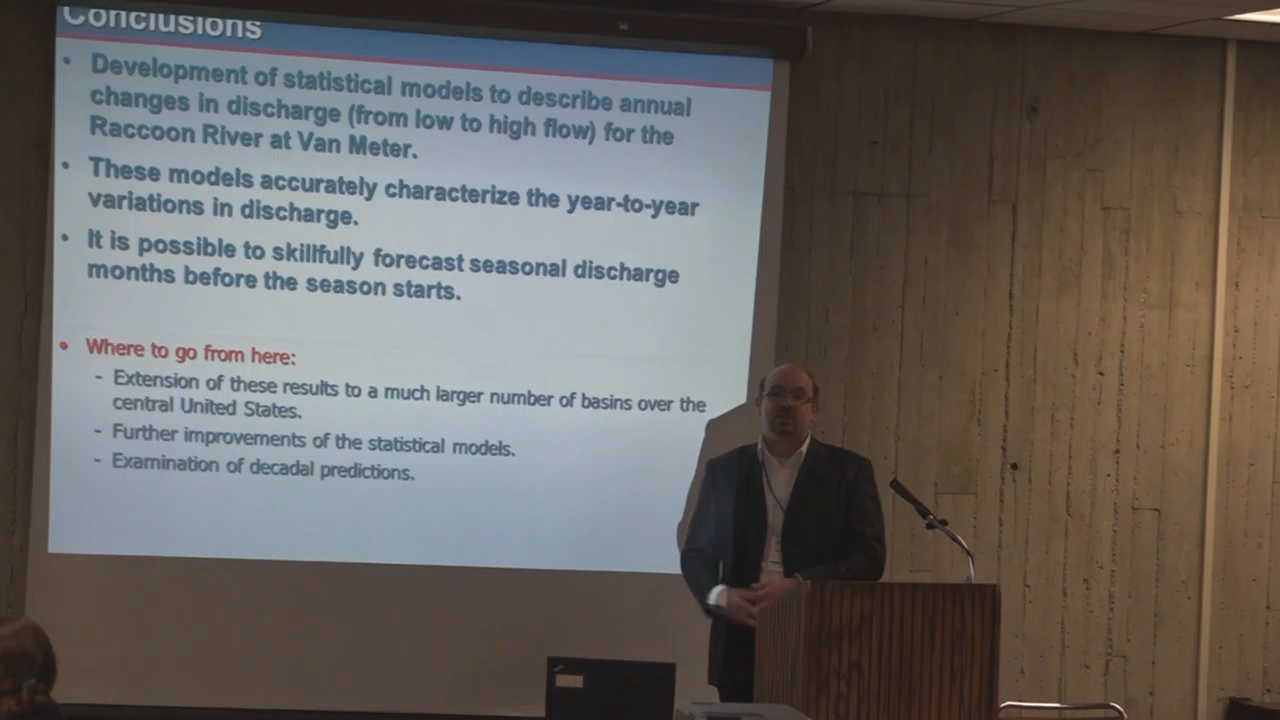 Conclusions
• Development of statistical models to describe annual
changes in discharge (from low to high flow) for the
Raccoon River at Van Meter.
• These models accurately characterize the year-to-year
variations in discharge.
• It is possible to skillfully forecast seasonal discharge
months before the season starts.
• Where to go from here:
- Extension of these results to a much larger number of basins over the
central United States.
- Further improvements of the statistical models.
- Examination of decadal predictions.